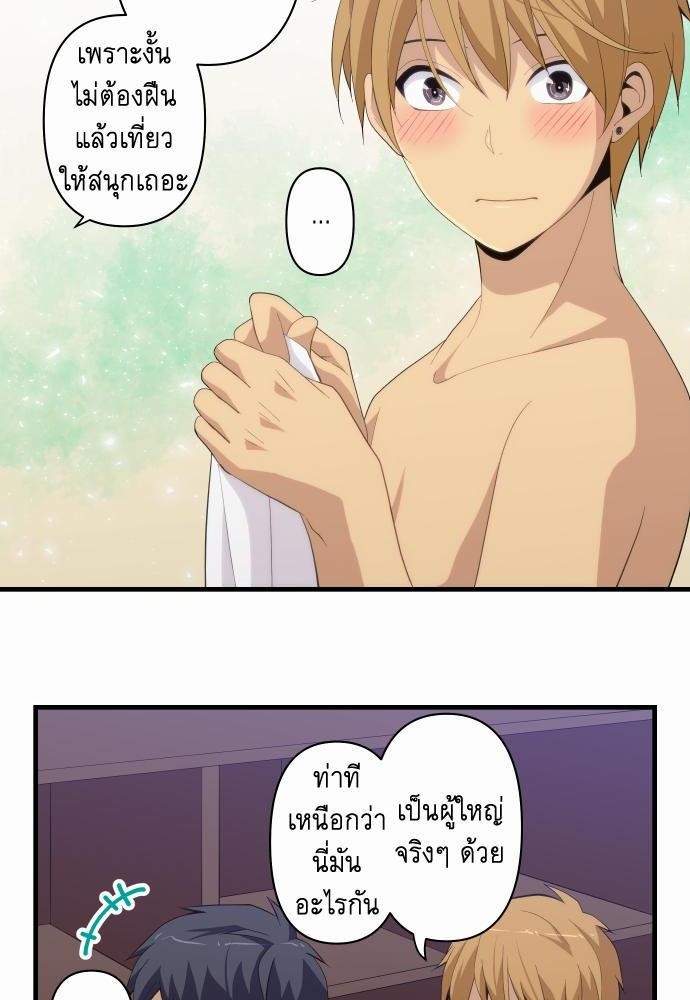 เพราะงั้น
ไม่ต้องฝืน
แล้วเที่ยว
ให้สนุกเถอะ
...
เป็นผู้ใหญ่
จริงๆ ด้วย
ท่าที
เหนือกว่า
นี่มัน
อะไรกัน